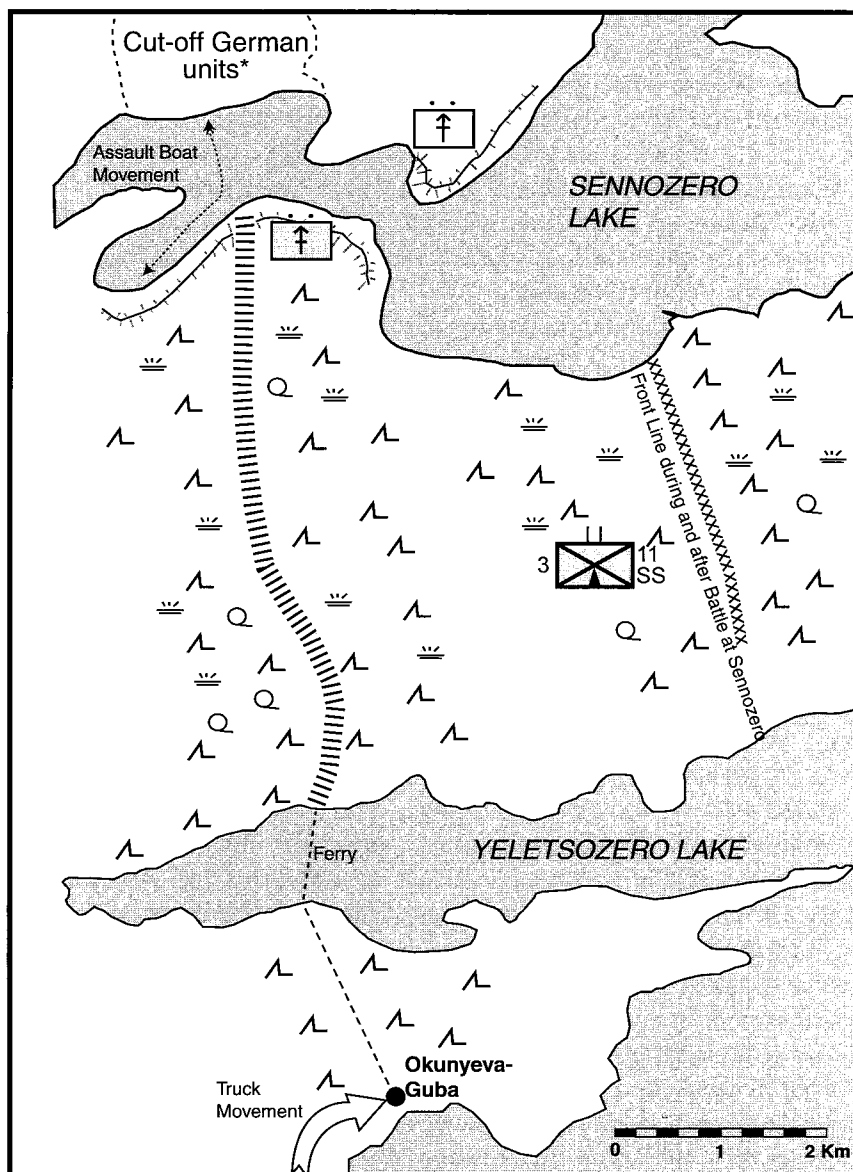 Cut-off German
units*
Assault Boat
Movement
SENNOZERO
LAKE
XXXXXXXXXXXXXXXXXXXXXXXX
Front Line during and after Battle at Sennozero
3
11
SS
Ferry
YELETSOZERO LAKE
Okunyeva-
Guba
Truck
Movement
0 1 2 Km